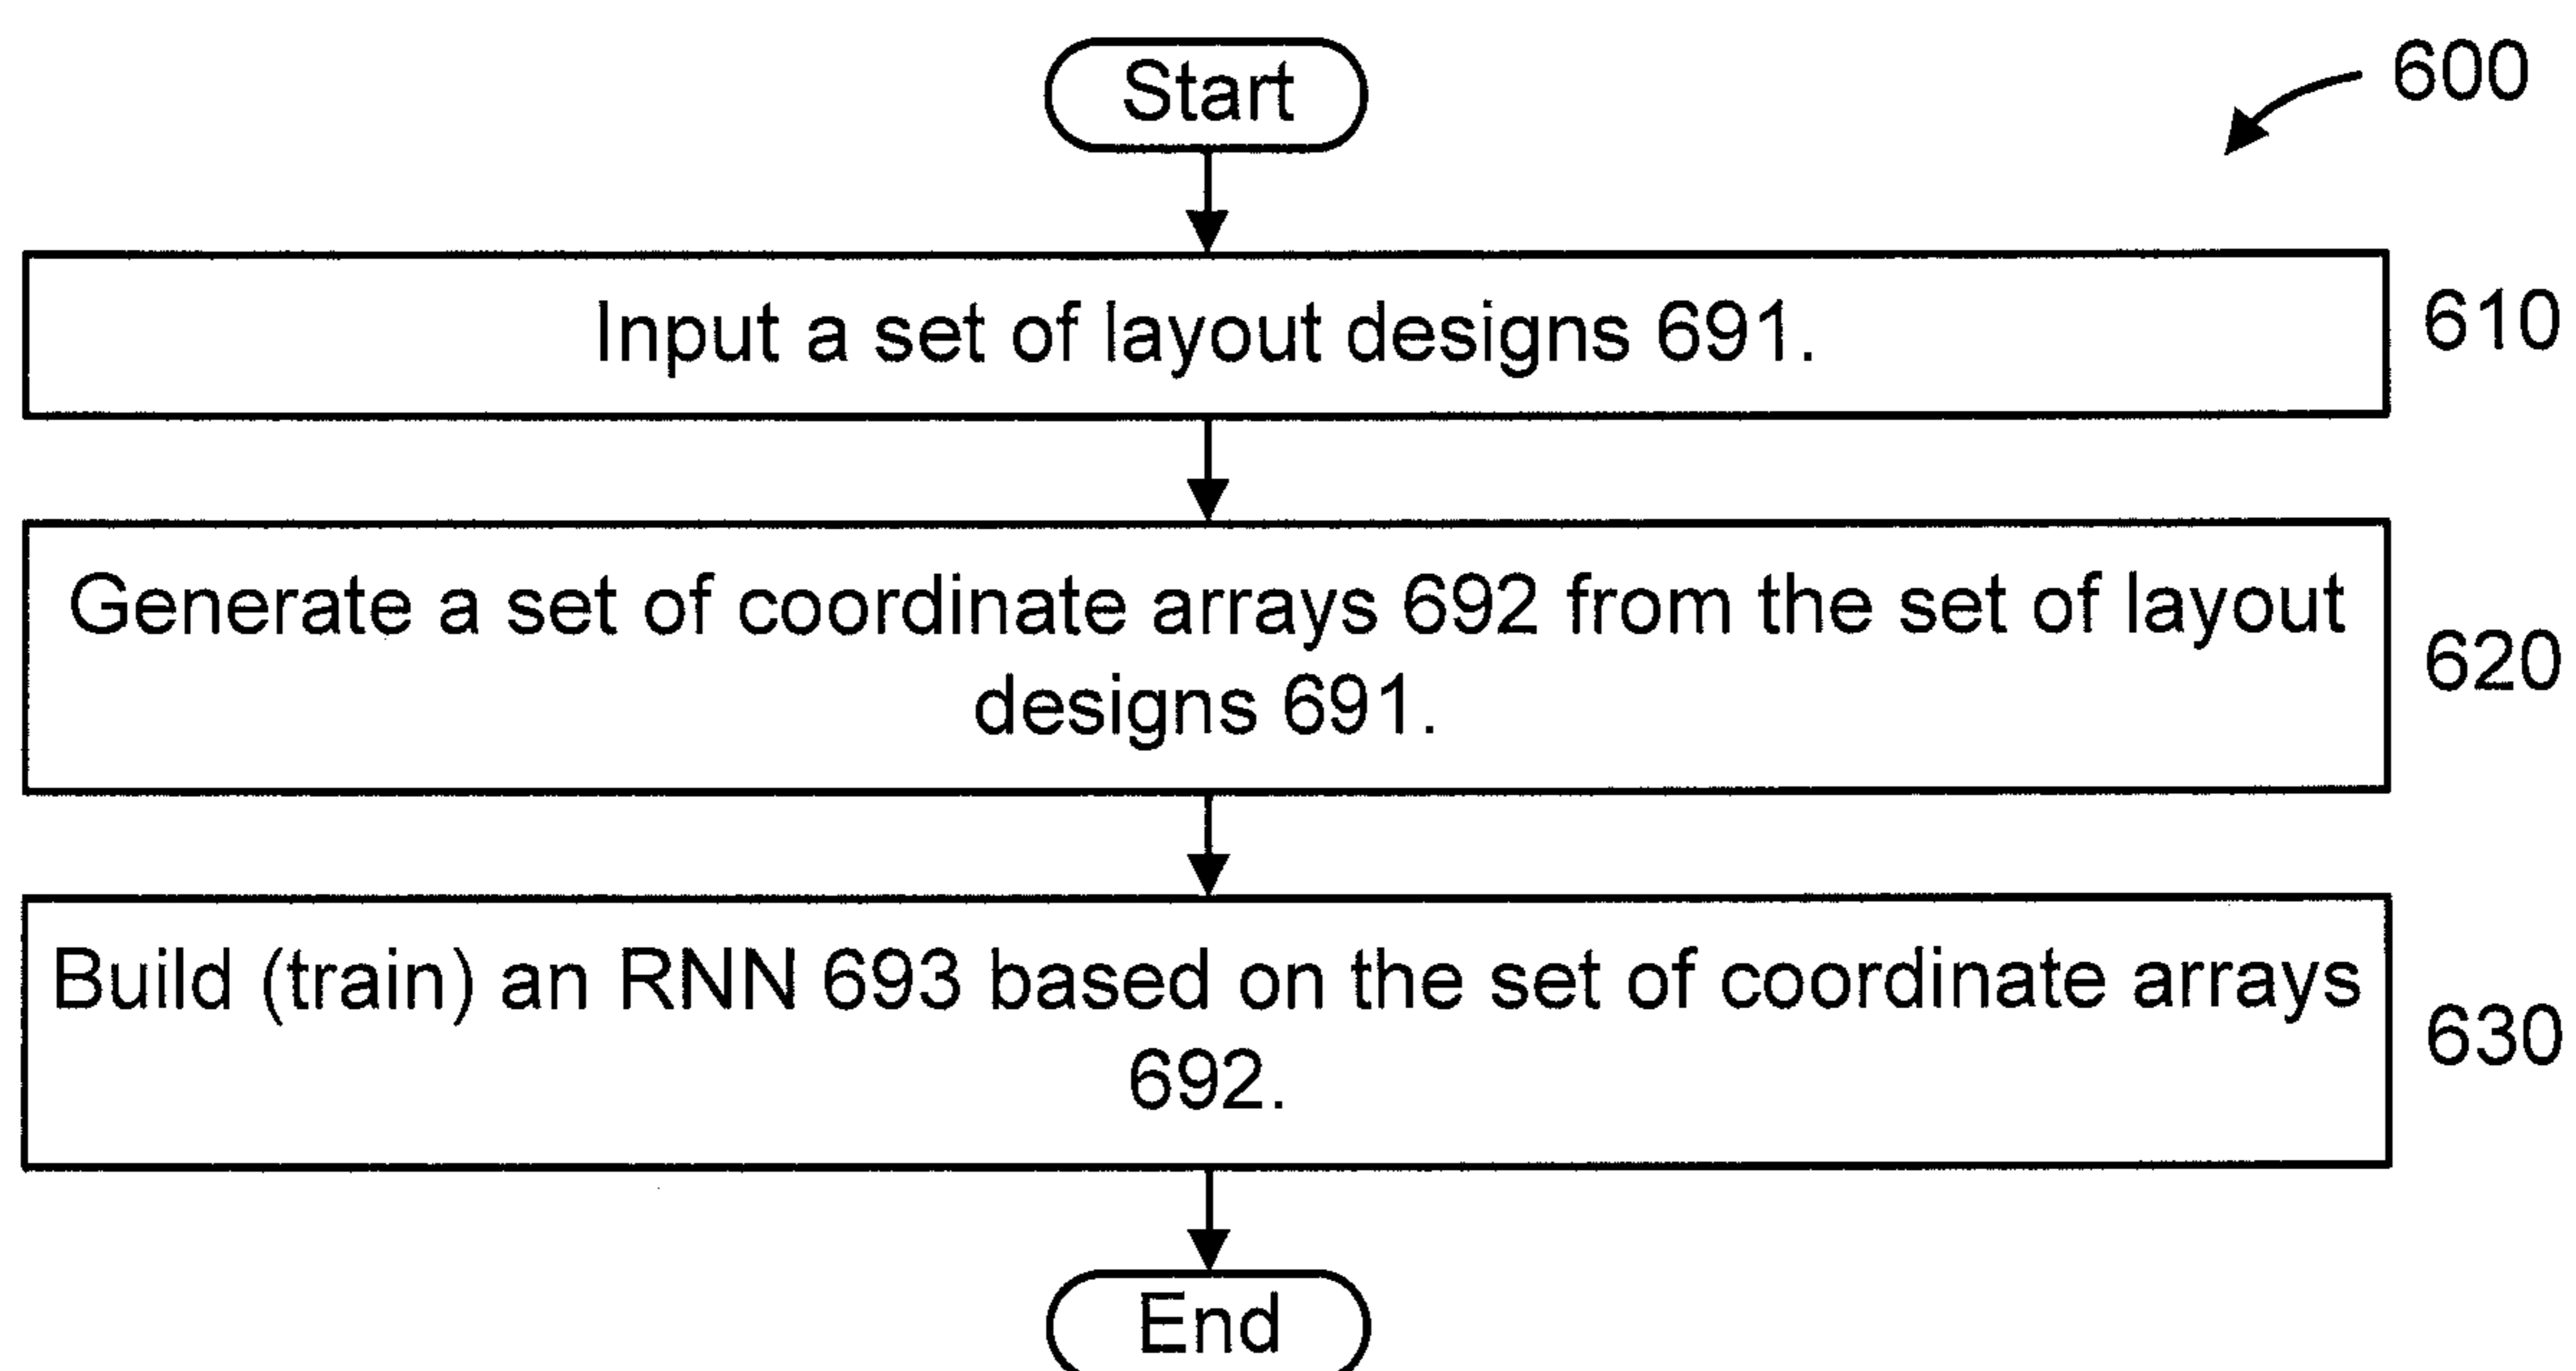 Start
600
Input a set of layout designs 691.
610
Generate a set of coordinate arrays 692 from the set of layout
designs 691.
620
Build (train) an RNN 693 based on the set of coordinate arrays
692.
630
End